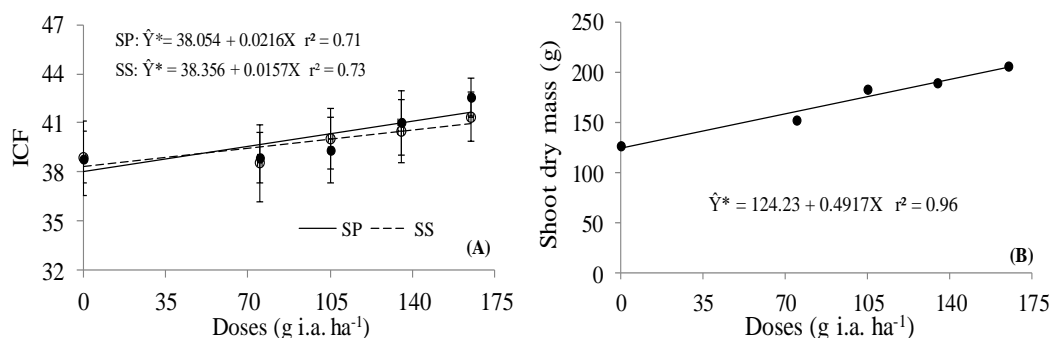 47
44
41
38
35
32
ICF
SP: Ŷ*= 38.054 + 0.0216X r² = 0.71
SS: Ŷ* = 38.356 + 0.0157X r² = 0.73
SP
SS
(A)
0
70
105
140
175
Doses (g i.a. ha⁻¹)
250
200
150
100
50
0
Shoot dry mass (g)
Ŷ* = 124.23 + 0.4917X r² = 0.96
(B)
0
35
70
105
140
175
Doses (g i.a. ha⁻¹)